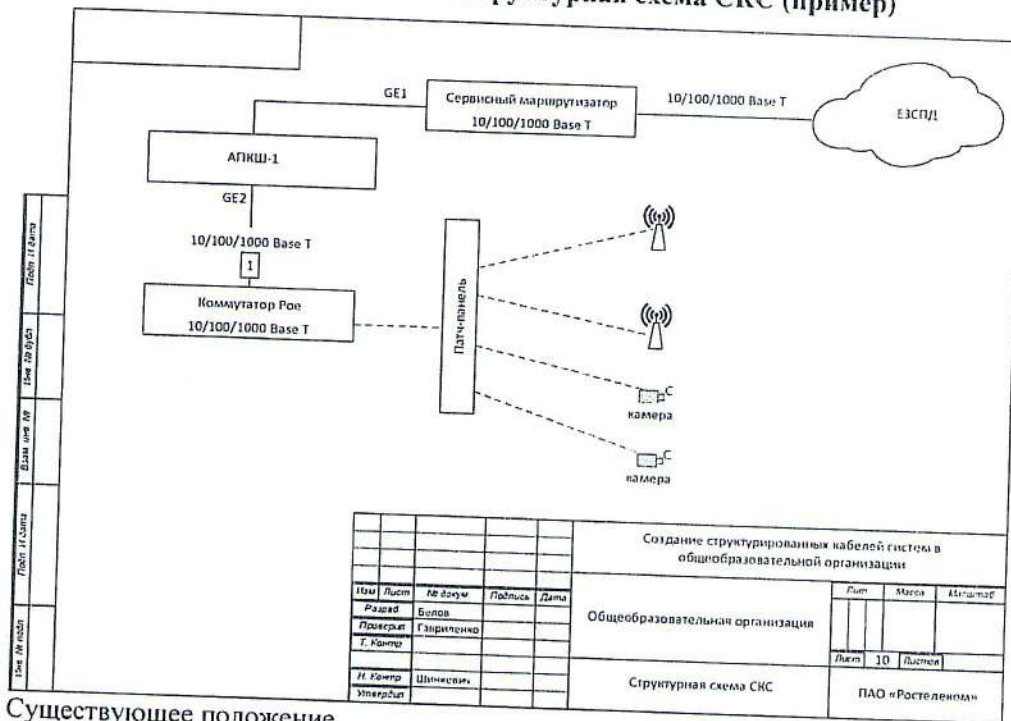 структурная схема СКС (пример)
GE1
Сервисный маршрутизатор
10/100/1000 Base T
10/100/1000 Base T
ЕЗСПД
АПКШ-1
GE2
10/100/1000 Base T
1
Коммутатор Poe
10/100/1000 Base T
Патч-панель
камера
камера
Подп. И дата
Инв. № дубл
Взам. инв. №
Подп. И дата
Инв. № подл
Создание структурированных кабелей систем в
общеобразовательной организации
Изм Лист № докум Подпись Дата
Разраб Белов
Проверил Гавриленко
Т. Контр
Н. Контр Шинкевич
Утвердил
Общеобразовательная организация
Лит Масса Масштаб
Лист 10 Листов
Структурная схема СКС
ПАО «Ростелеком»
Существующее положение